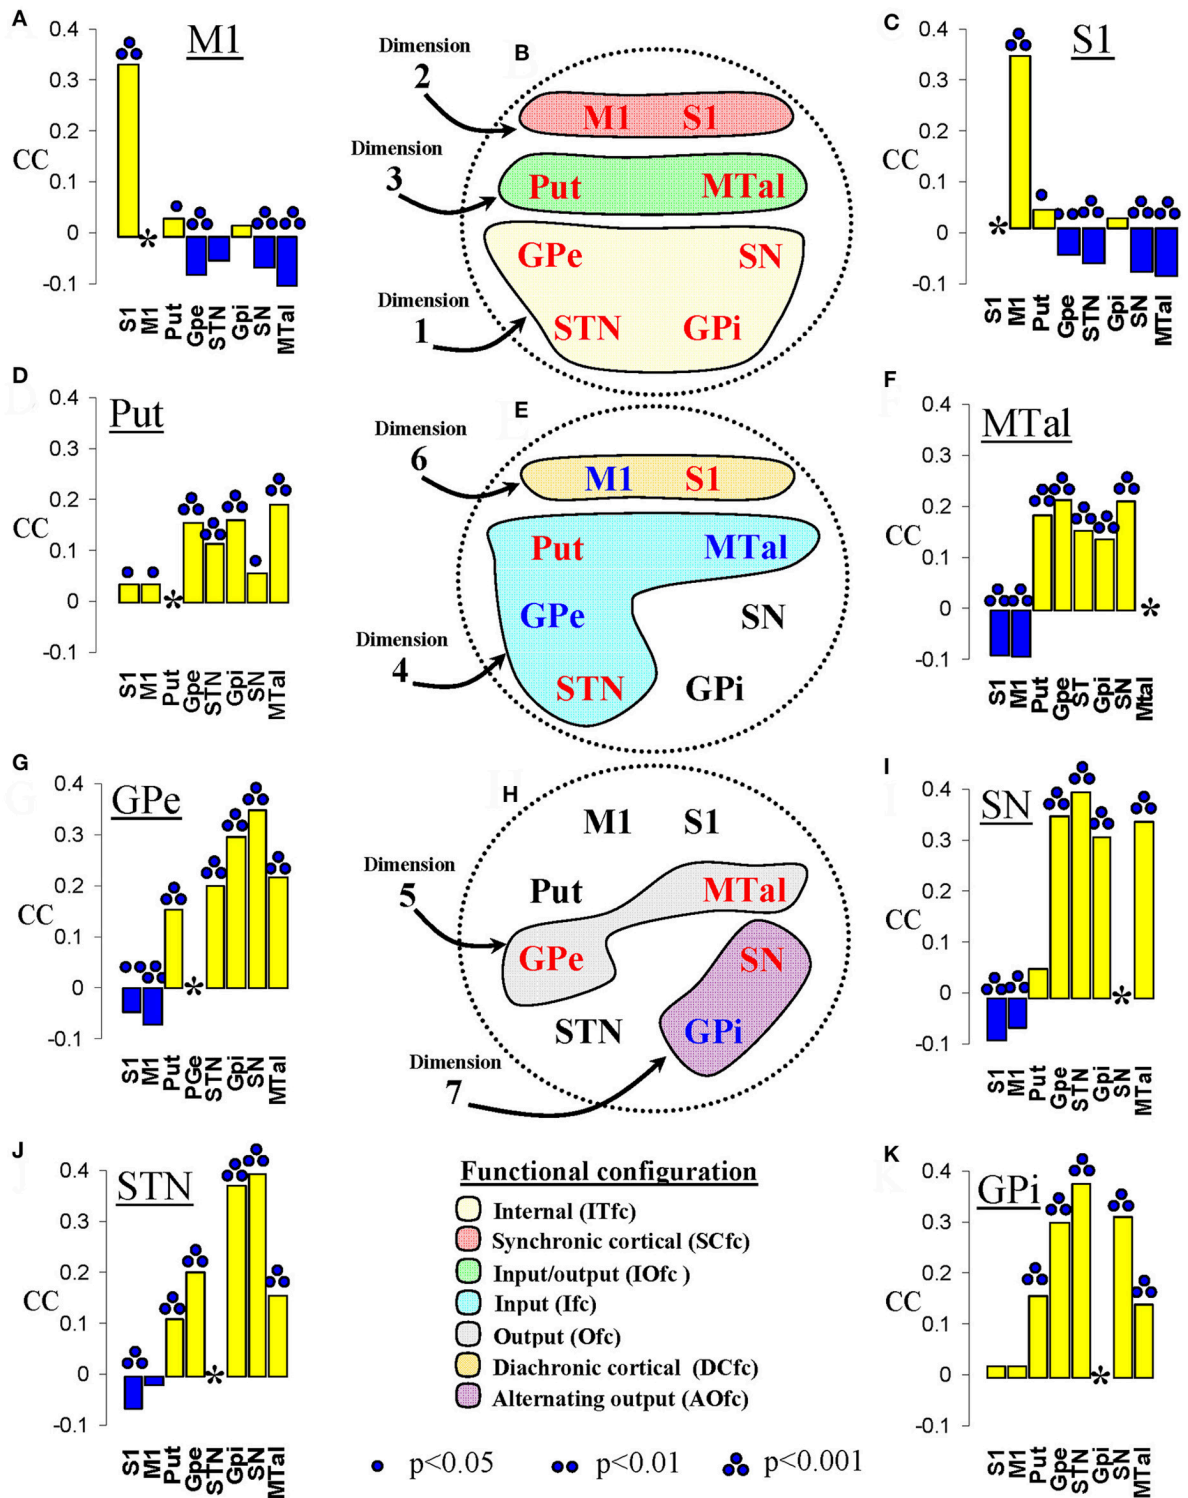 A
M1
0.4
0.3
0.2
CC
0.1
0
-0.1
S1
M1
Put
Gpe
STN
Gpi
SN
MTal
*
B
Dimension
2
M1 S1
Dimension
3
Put MTal
GPe SN
Dimension
1
STN GPi
C
S1
0.4
0.3
0.2
CC
0.1
0
-0.1
S1
M1
Put
Gpe
STN
Gpi
SN
MTal
*
D
Put
0.4
0.3
0.2
CC
0.1
0
-0.1
S1
M1
Put
Gpe
STN
Gpi
SN
MTal
*
E
Dimension
6
M1 S1
Put MTal
GPe SN
Dimension
4
STN GPi
F
MTal
0.4
0.3
0.2
CC
0.1
0
-0.1
S1
M1
Put
Gpe
ST
Gpi
SN
Mtal
*
G
GPe
0.4
0.3
0.2
CC
0.1
0
-0.1
S1
M1
Put
PGe
STN
Gpi
SN
MTal
*
H
M1 S1
Dimension
5
Put MTal
GPe SN
STN GPi
Dimension
7
I
SN
0.4
0.3
0.2
CC
0.1
0
-0.1
S1
M1
Put
Gpe
STN
Gpi
SN
MTal
*
J
STN
0.4
0.3
0.2
CC
0.1
0
-0.1
S1
M1
Put
Gpe
STN
Gpi
SN
MTal
*
Functional configuration
Internal (ITfc)
Synchronic cortical (SCfc)
Input/output (IOfc )
Input (Ifc)
Output (Ofc)
Diachronic cortical (DCfc)
Alternating output (AOfc)
p<0.05 p<0.01 p<0.001
K
GPi
0.4
0.3
0.2
CC
0.1
0
-0.1
S1
M1
Put
Gpe
STN
Gpi
SN
MTal
*